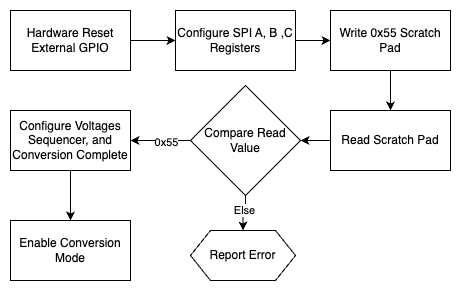 Hardware Reset
External GPIO
Configure SPI A, B ,C
Registers
Write 0x55 Scratch
Pad
Read Scratch Pad
Compare Read
Value
0x55
Configure Voltages
Sequencer, and
Conversion Complete
Else
Enable Conversion
Mode
Report Error